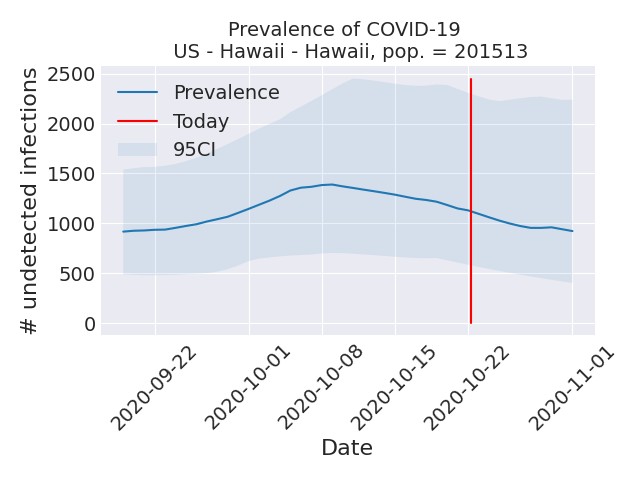 Prevalence of COVID-19
US - Hawaii - Hawaii, pop. = 201513
# undetected infections
2500
2000
1500
1000
500
0
Prevalence
Today
95CI
2020-09-22
2020-10-01
2020-10-08
2020-10-15
2020-10-22
2020-11-01
Date